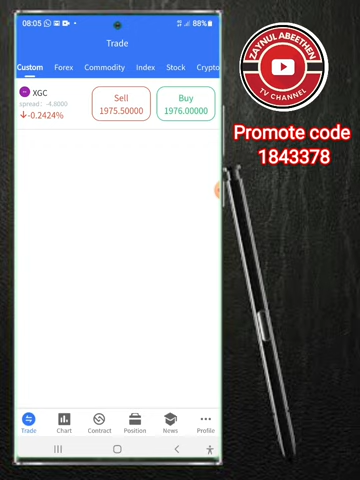 08:05
88%
Trade
Custom Forex Commodity Index Stock Crypto
XGC
spread: -4.8000
-0.2424%
Sell
1975.50000
Buy
1976.00000
Trade Chart Contract Position News Profile
ZAYNUL ABEETHEN
TV CHANNEL
Promote code
1843378